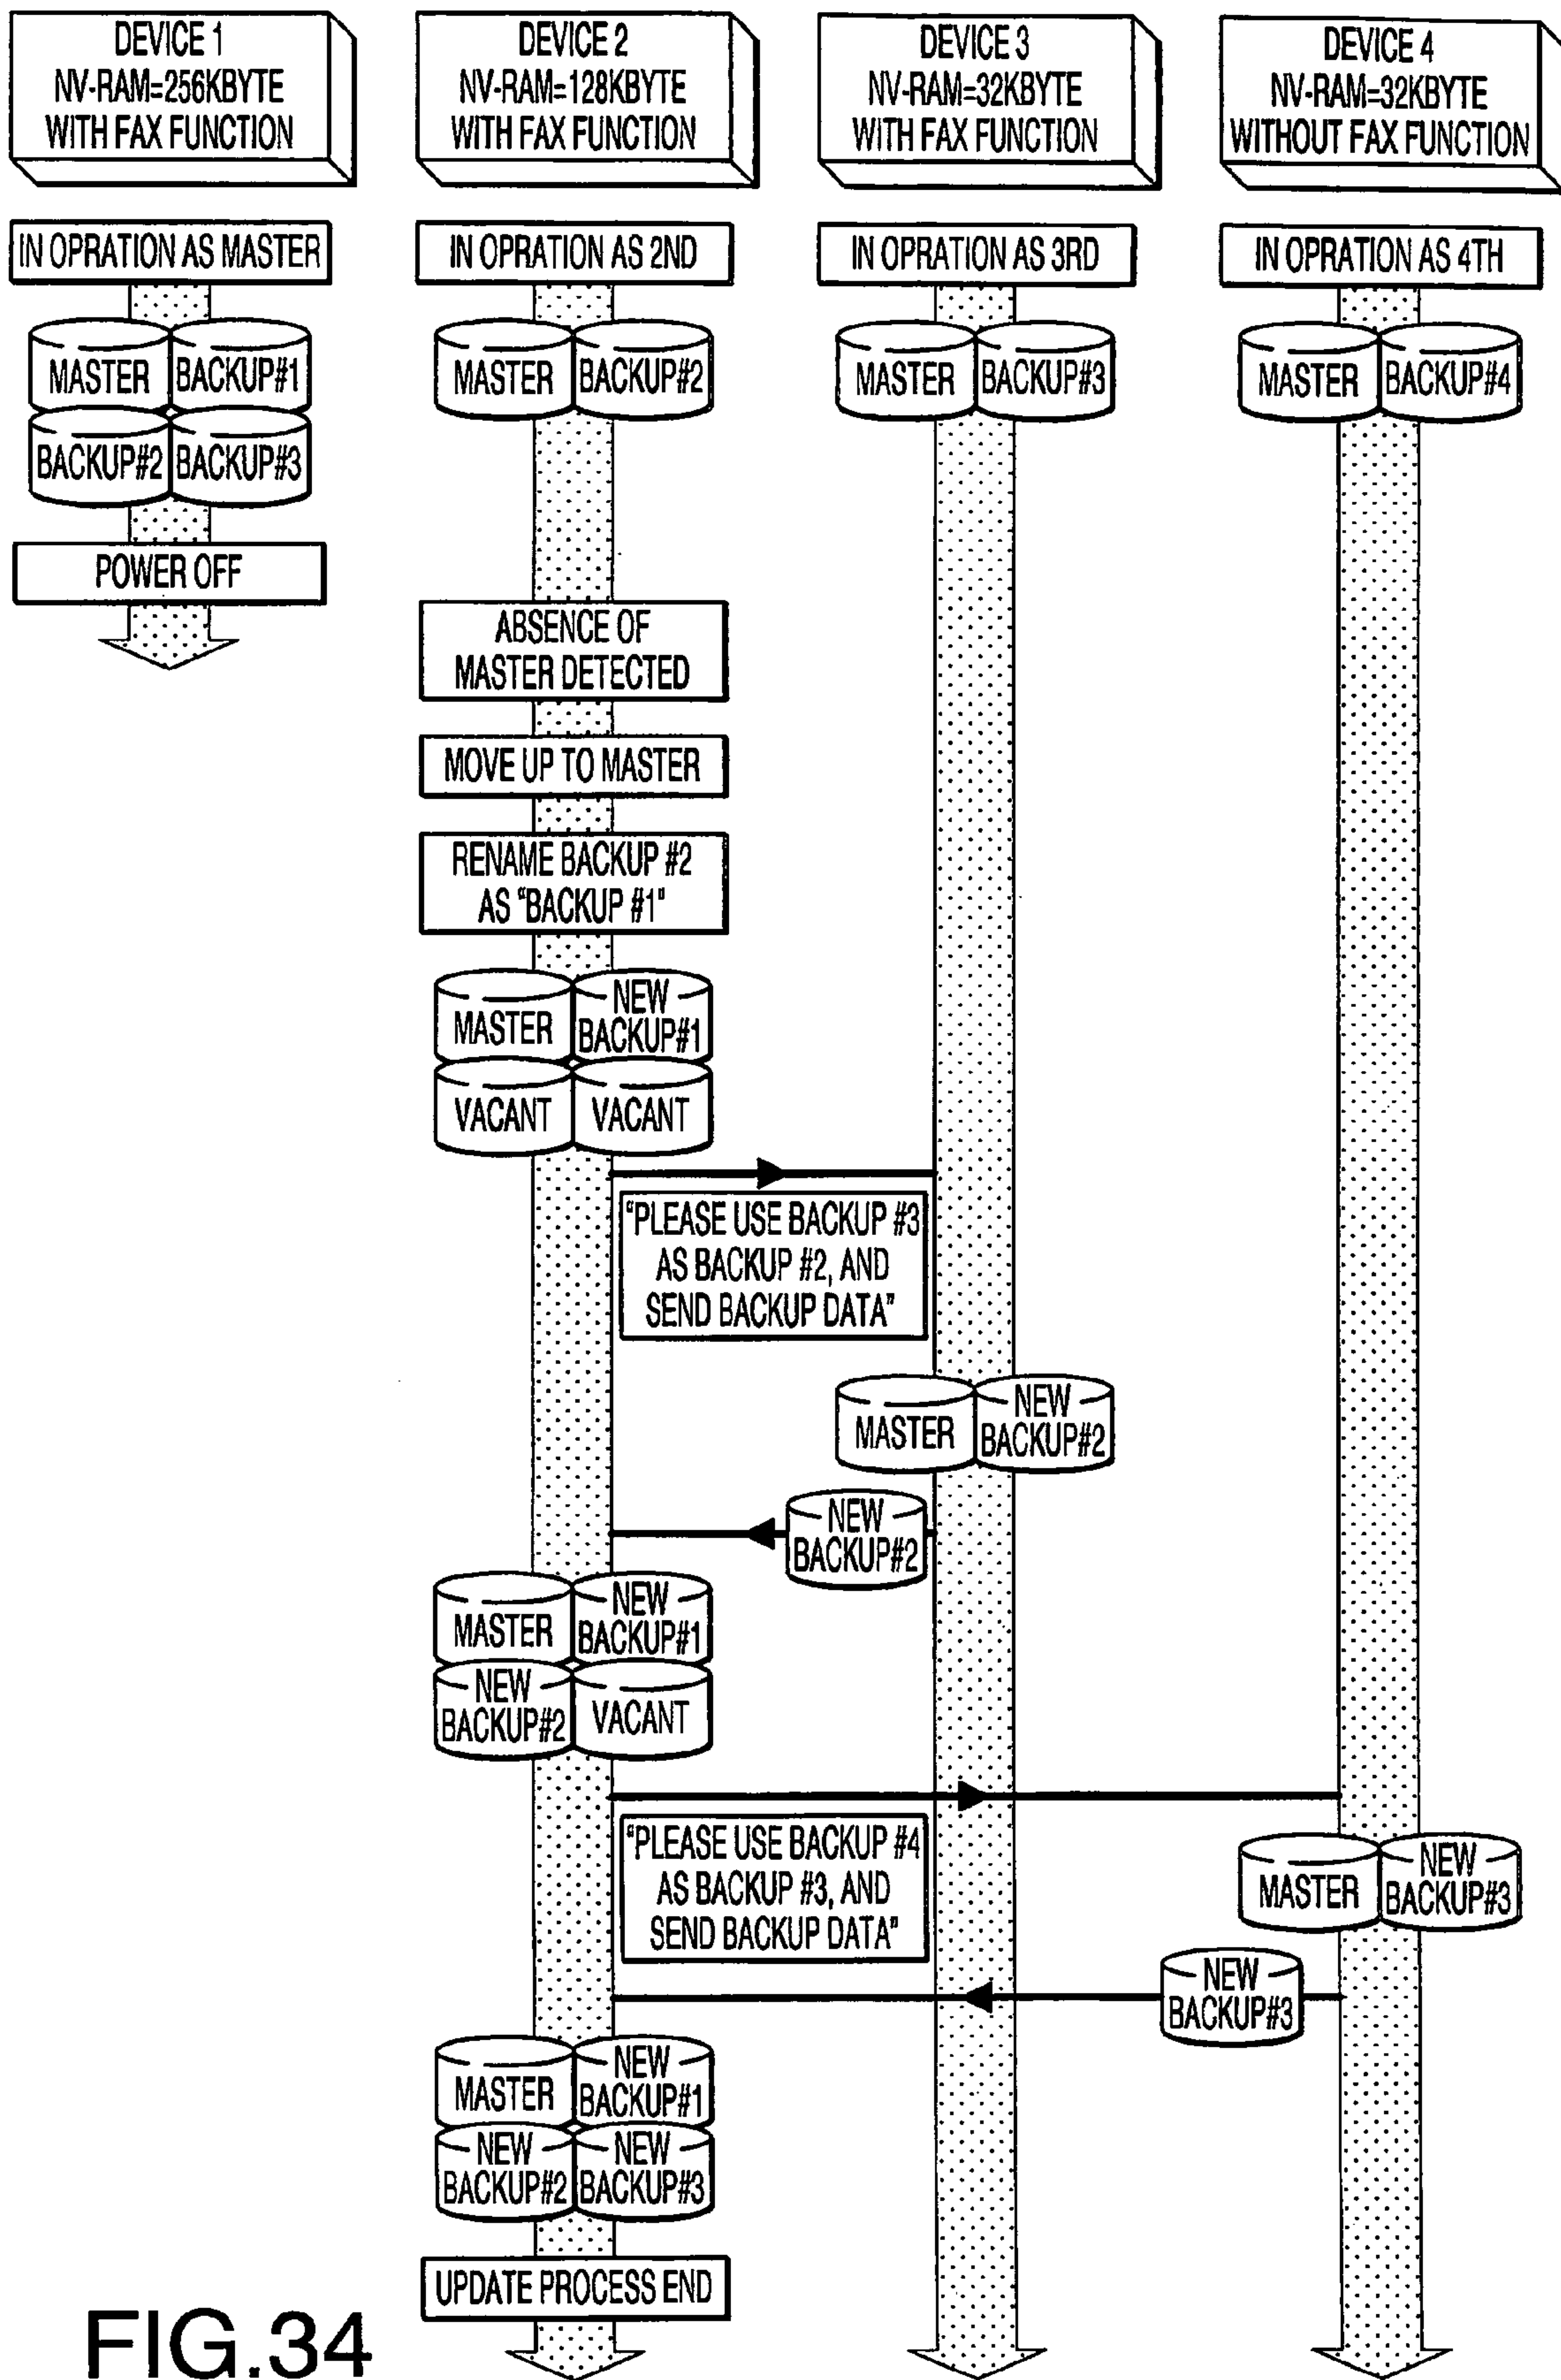 DEVICE 1
NV-RAM=256KBYTE
WITH FAX FUNCTION
DEVICE 2
NV-RAM=128KBYTE
WITH FAX FUNCTION
DEVICE 3
NV-RAM=32KBYTE
WITH FAX FUNCTION
DEVICE 4
NV-RAM=32KBYTE
WITHOUT FAX FUNCTION
IN OPRATION AS MASTER
IN OPRATION AS 2ND
IN OPRATION AS 3RD
IN OPRATION AS 4TH
MASTER
BACKUP#1
BACKUP#2
BACKUP#3
MASTER
BACKUP#2
MASTER
BACKUP#3
MASTER
BACKUP#4
POWER OFF
ABSENCE OF
MASTER DETECTED
MOVE UP TO MASTER
RENAME BACKUP #2
AS "BACKUP #1"
MASTER
NEW
BACKUP#1
VACANT
VACANT
"PLEASE USE BACKUP #3
AS BACKUP #2, AND
SEND BACKUP DATA"
MASTER
NEW
BACKUP#2
NEW
BACKUP#2
MASTER
NEW
BACKUP#1
NEW
BACKUP#2
VACANT
"PLEASE USE BACKUP #4
AS BACKUP #3, AND
SEND BACKUP DATA"
MASTER
NEW
BACKUP#3
NEW
BACKUP#3
MASTER
NEW
BACKUP#1
NEW
BACKUP#2
NEW
BACKUP#3
UPDATE PROCESS END
FIG.34